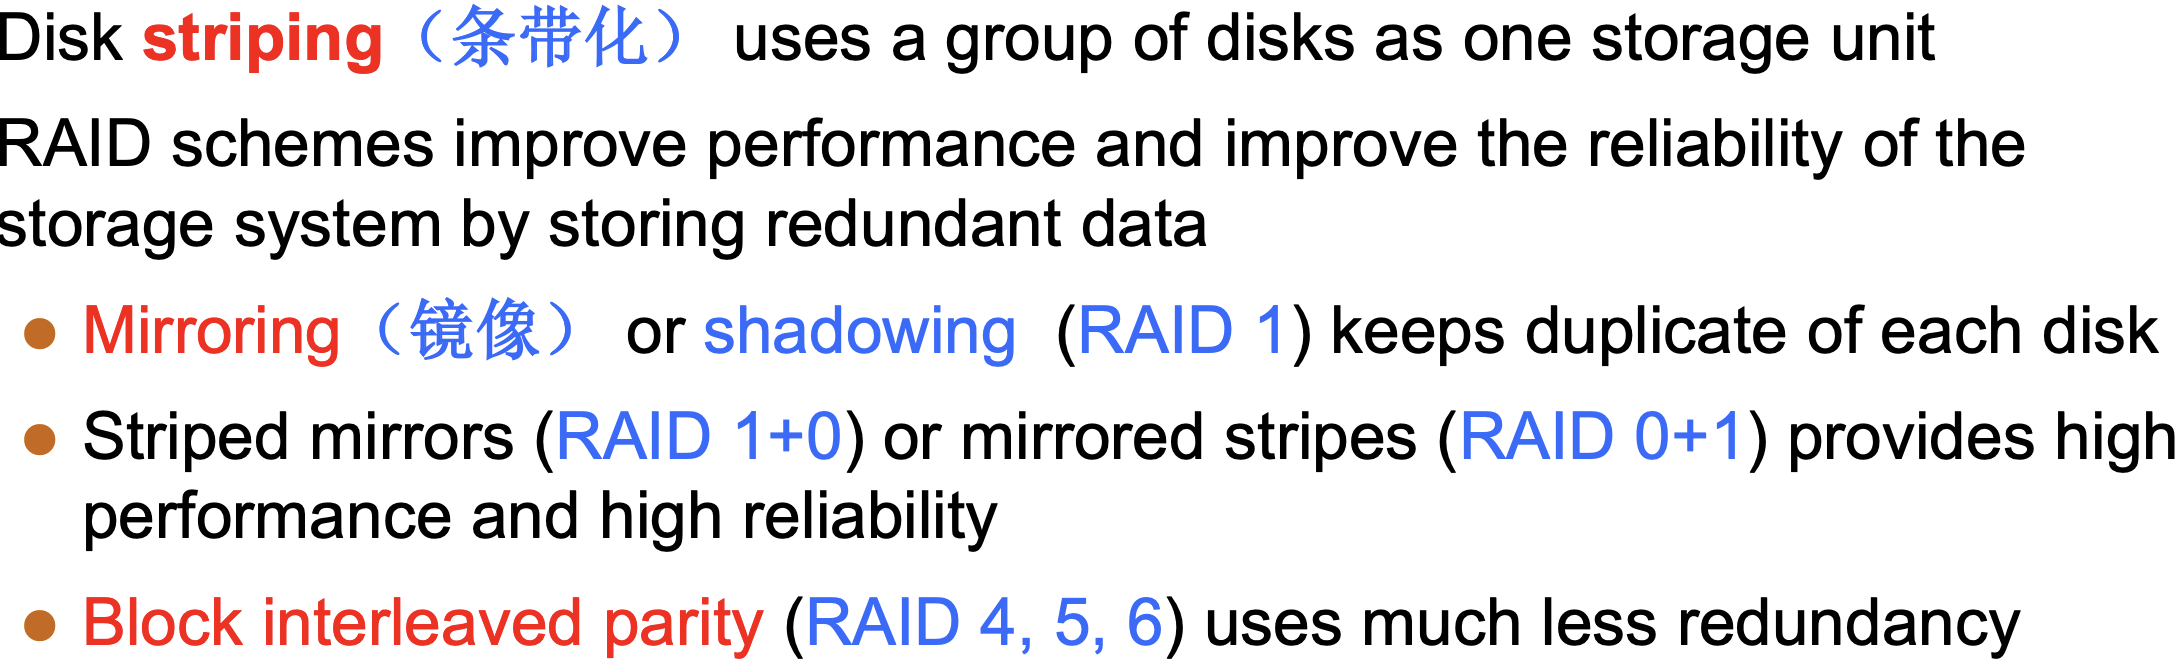 Disk striping（条带化） uses a group of disks as one storage unit
RAID schemes improve performance and improve the reliability of the
storage system by storing redundant data
● Mirroring（镜像） or shadowing (RAID 1) keeps duplicate of each disk
● Striped mirrors (RAID 1+0) or mirrored stripes (RAID 0+1) provides high
performance and high reliability
● Block interleaved parity (RAID 4, 5, 6) uses much less redundancy